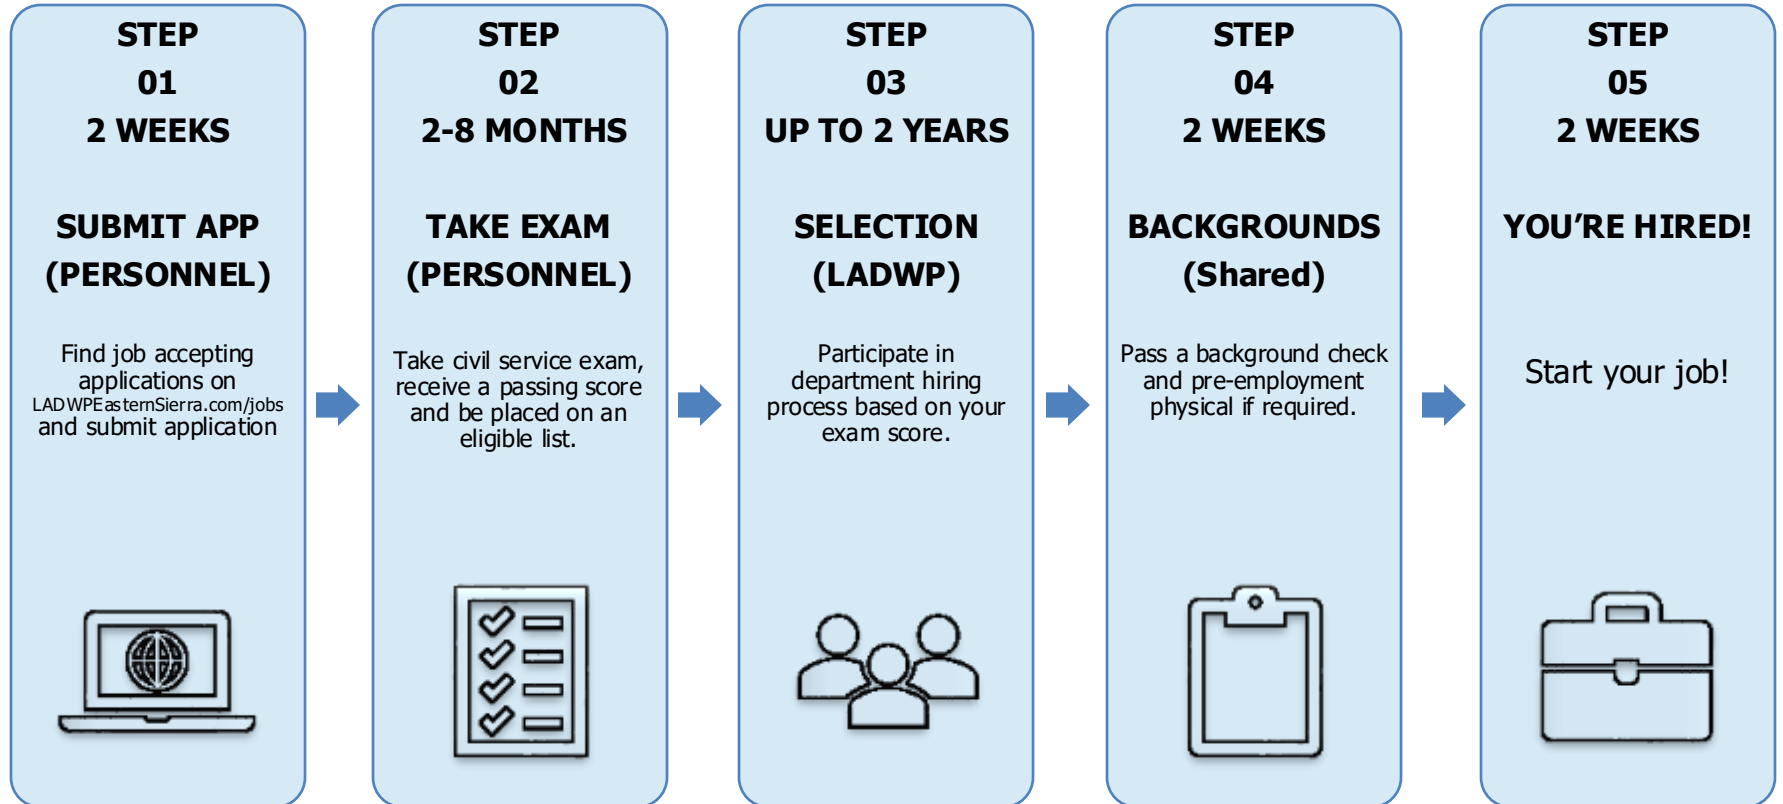 STEP
01
2 WEEKS
SUBMIT APP
(PERSONNEL)
Find job accepting
applications on
LADWPEasternSierra.com/jobs
and submit application
STEP
02
2-8 MONTHS
TAKE EXAM
(PERSONNEL)
Take civil service exam,
receive a passing score
and be placed on an
eligible list.
STEP
03
UP TO 2 YEARS
SELECTION
(LADWP)
Participate in
department hiring
process based on your
exam score.
STEP
04
2 WEEKS
BACKGROUNDS
(Shared)
Pass a background check
and pre-employment
physical if required.
STEP
05
2 WEEKS
YOU’RE HIRED!
Start your job!